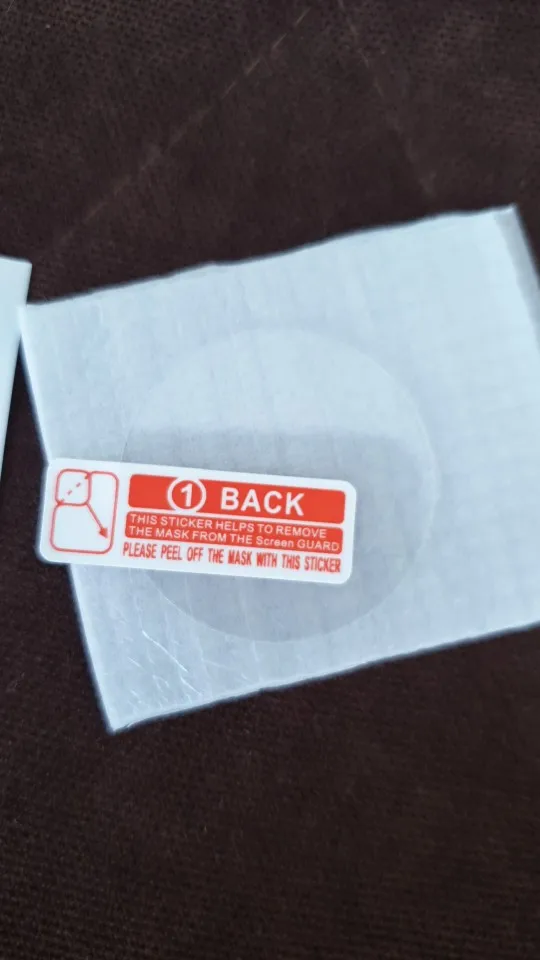 1 BACK
THIS STICKER HELPS TO REMOVE
THE MASK FROM THE Screen GUARD
PLEASE PEEL OFF THE MASK WITH THIS STICKER